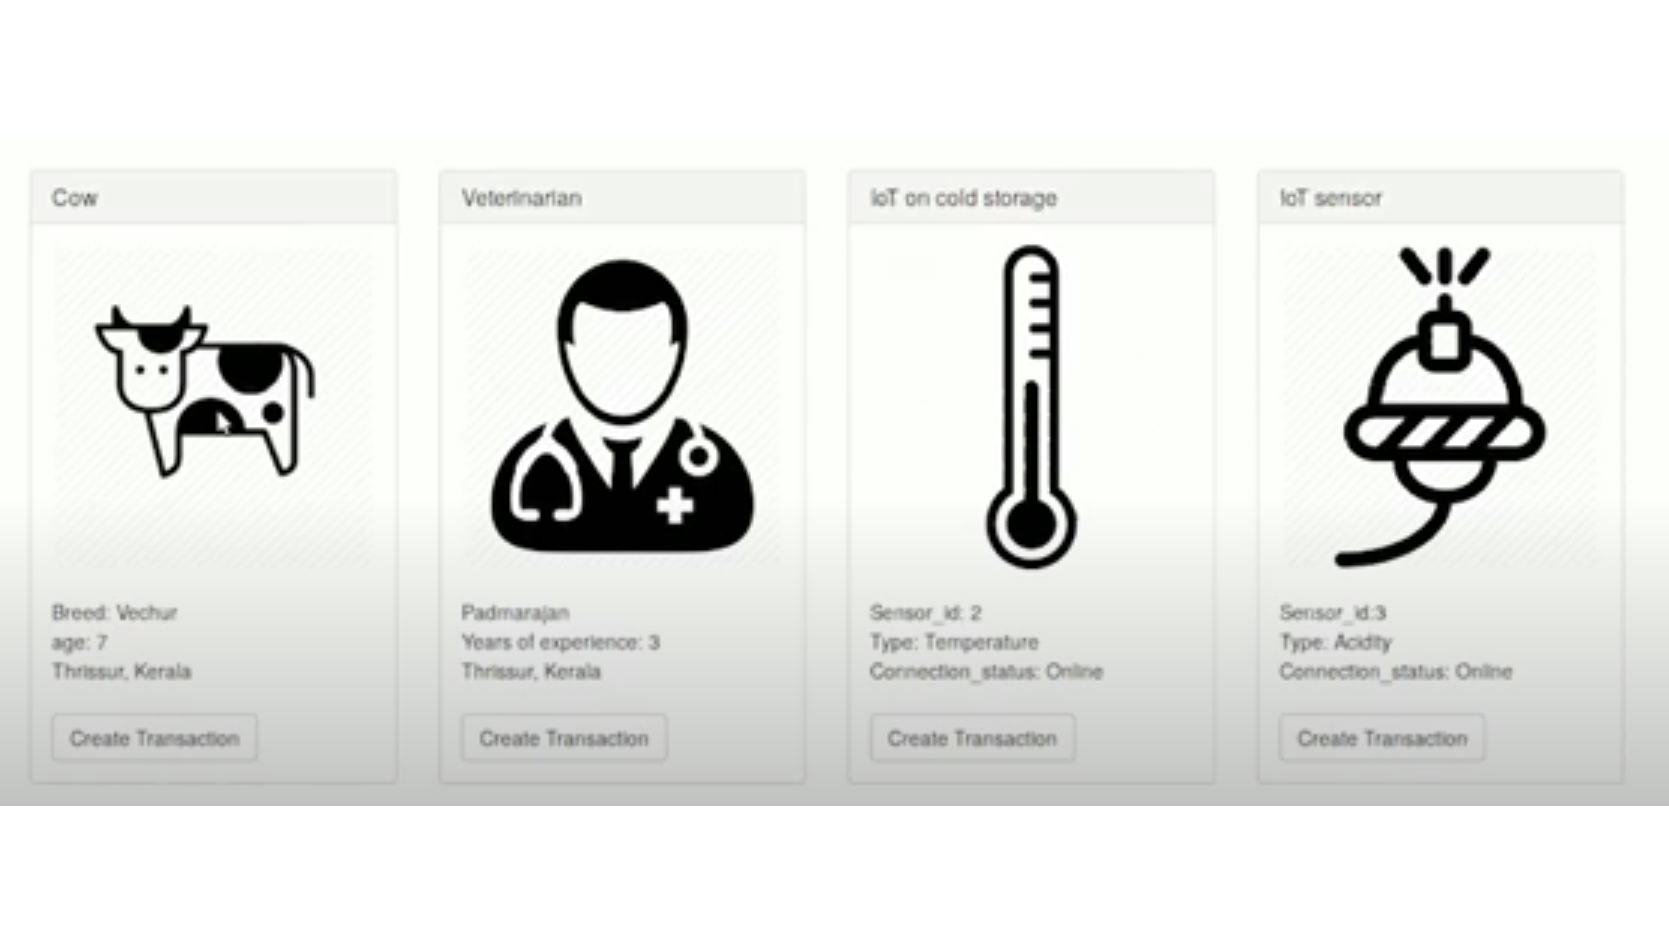 Cow
Breed: Vechur
age: 7
Thrissur, Kerala
Create Transaction
Veterinarian
Padmarajan
Years of experience: 3
Thrissur, Kerala
Create Transaction
IoT on cold storage
Sensor_id: 2
Type: Temperature
Connection_status: Online
Create Transaction
IoT sensor
Sensor_id:3
Type: Acidity
Connection_status: Online
Create Transaction